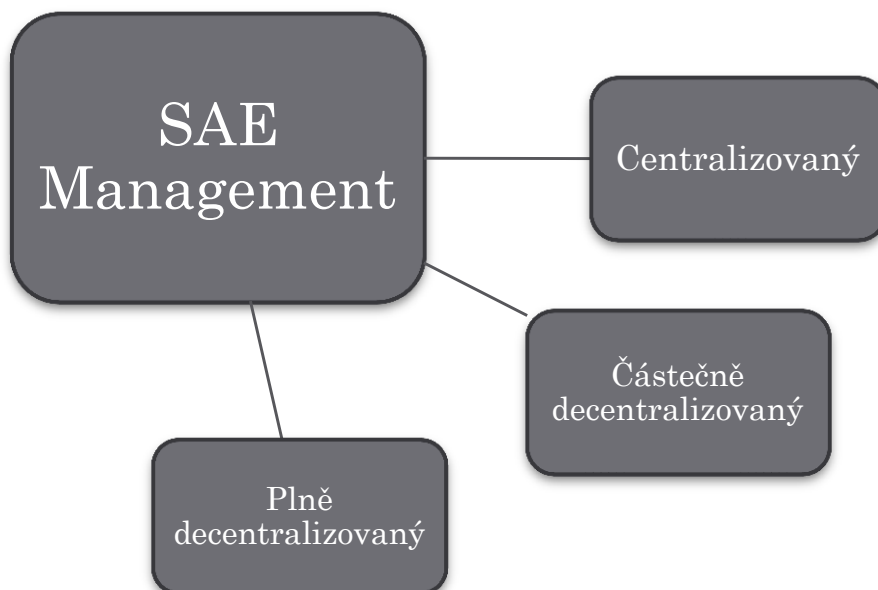 SAE
Management
Centralizovaný
Částečně
decentralizovaný
Plně
decentralizovaný